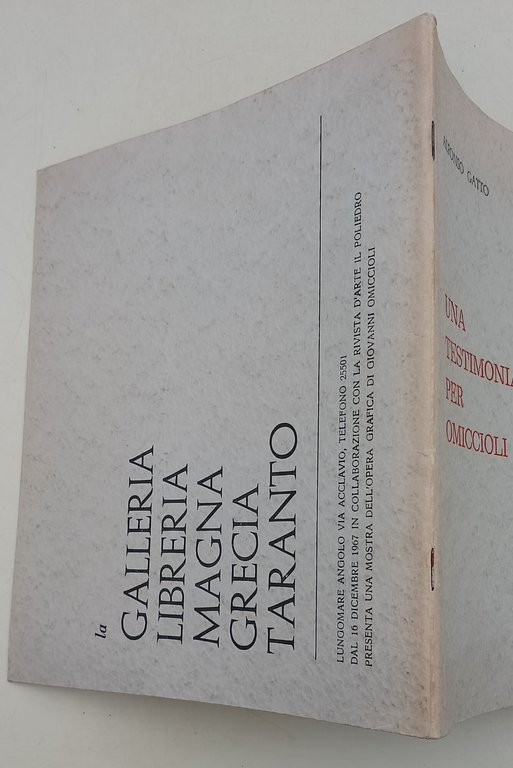 la
GALLERIA
LIBRERIA
MAGNA
GRECIA
TARANTO
LUNGOMARE ANGOLO VIA ACCLAVIO, TELEFONO 25501
DAL 16 DICEMBRE 1967 IN COLLABORAZIONE CON LA RIVISTA D'ARTE IL POLIEDRO
PRESENTA UNA MOSTRA DELL'OPERA GRAFICA DI GIOVANNI OMICCIOLI
ALFONSO GATTO
UNA
TESTIMONIA
PER
OMICCIOLI